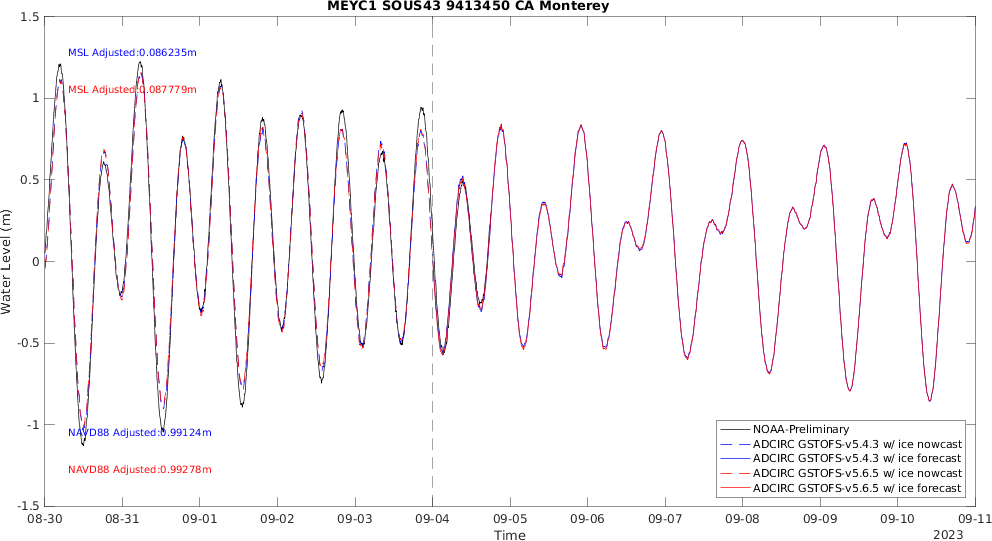 MEYC1 SOUS43 9413450 CA Monterey
1.5
MSL Adjusted:0.086235m
MSL Adjusted:0.087779m
1
0.5
Water Level (m)
0
-0.5
-1
NAVD88 Adjusted:0.99124m
NAVD88 Adjusted:0.99278m
-1.5
NOAA-Preliminary
ADCIRC GSTOFS-v5.4.3 w/ ice nowcast
ADCIRC GSTOFS-v5.4.3 w/ ice forecast
ADCIRC GSTOFS-v5.6.5 w/ ice nowcast
ADCIRC GSTOFS-v5.6.5 w/ ice forecast
08-30 08-31 09-01 09-02 09-03 09-04 09-05 09-06 09-07 09-08 09-09 09-10 09-11
Time
2023